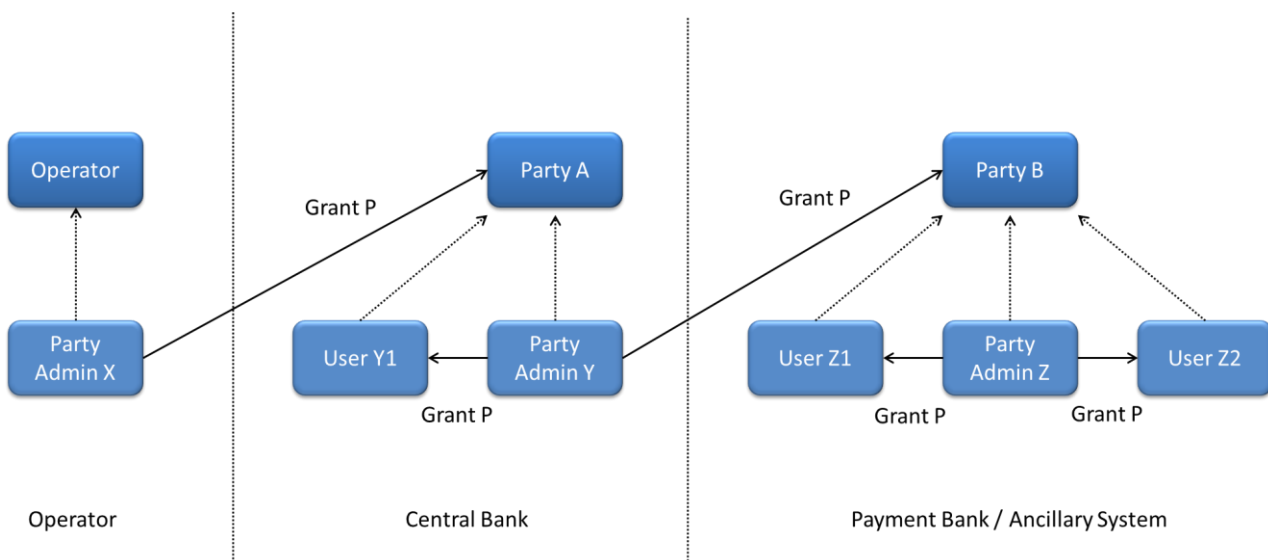 Operator
Party A
Party B
Grant P
Grant P
Party
Admin X
User Y1
Party
Admin Y
User Z1
Party
Admin Z
User Z2
Grant P
Grant P
Grant P
Operator
Central Bank
Payment Bank / Ancillary System